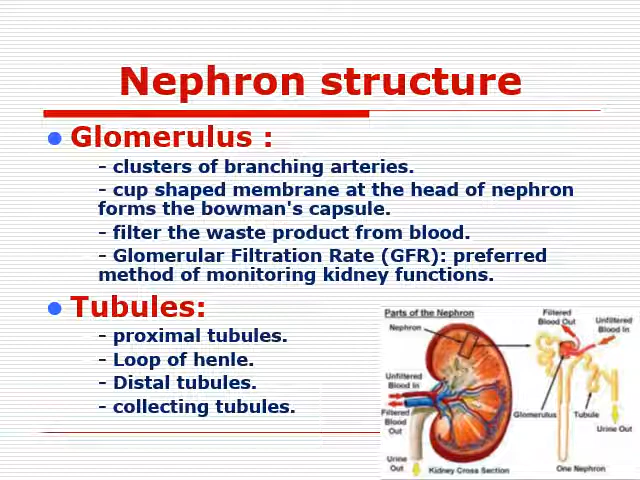 Nephron structure
Glomerulus :
- clusters of branching arteries.
- cup shaped membrane at the head of nephron
forms the bowman's capsule.
- filter the waste product from blood.
- Glomerular Filtration Rate (GFR): preferred
method of monitoring kidney functions.
Tubules:
- proximal tubules.
- Loop of henle.
- Distal tubules.
- collecting tubules.
Parts of the Nephron
Nephron
Filtered
Blood Out
Unfiltered
Blood In
Unfiltered
Blood In
Filtered
Blood
Out
Glomerulus
Tubule
Urine Out
Urine
Out
Kidney Cross Section
One Nephron